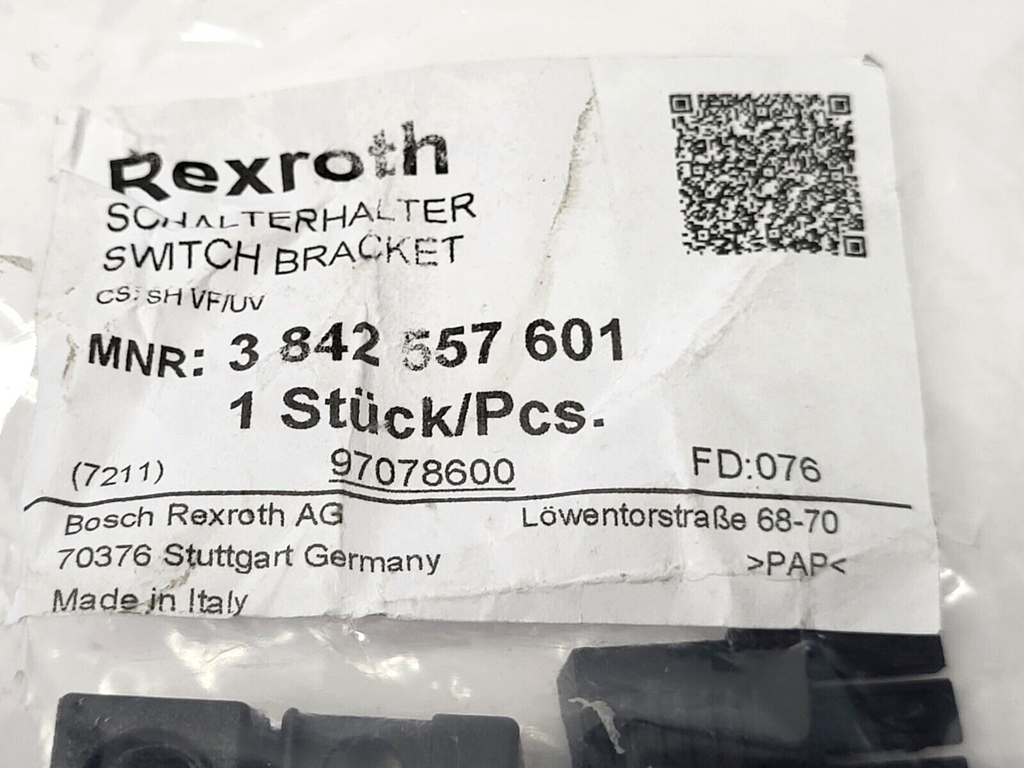 Rexroth
SCHALTERHALTER
SWITCH BRACKET
CS: SH VF/UV
MNR: 3 842 557 601
1 Stück/Pcs.
(7211) 97078600 FD:076
Bosch Rexroth AG Löwentorstraße 68-70
70376 Stuttgart Germany >PAP<
Made in Italy